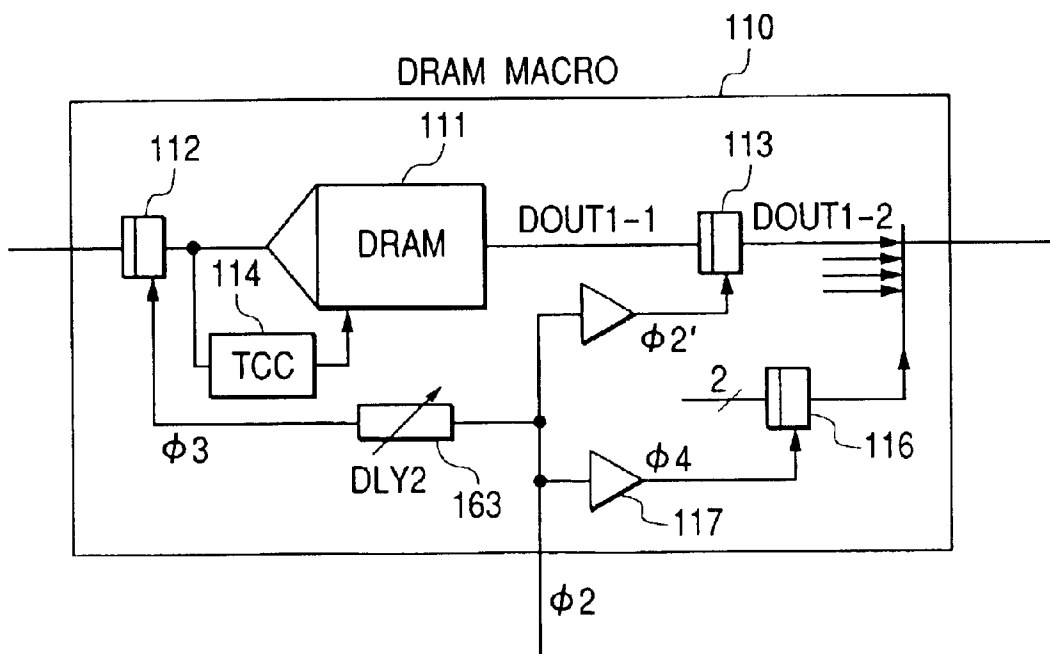 110
DRAM MACRO
112
111
113
DRAM
DOUT1-1
DOUT1-2
114
TCC
ϕ2'
2
ϕ3
DLY2
163
ϕ4
117
116
ϕ2